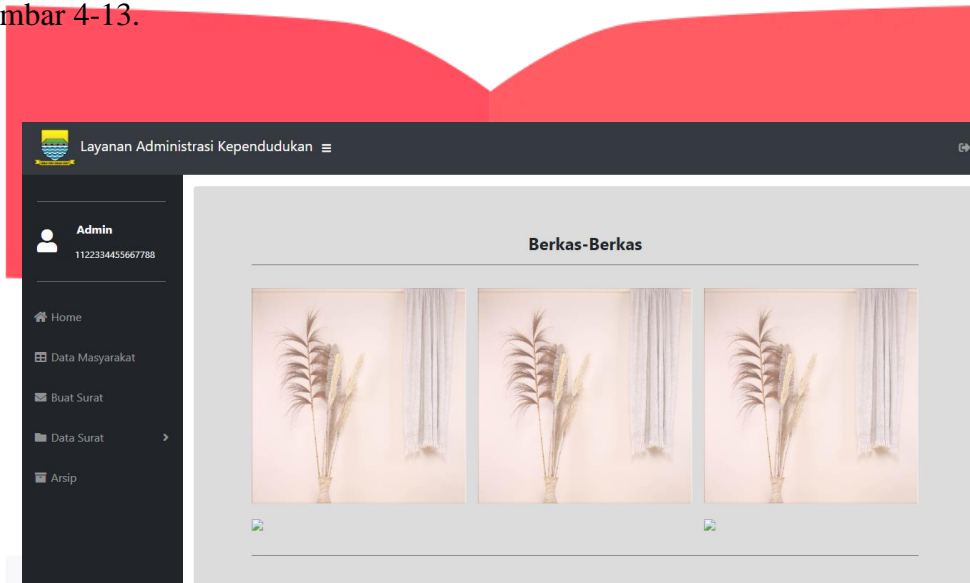 mbar 4-13.
Layanan Administrasi Kependudukan
Admin
1122334455667788
Home
Data Masyarakat
Buat Surat
Data Surat
Arsip
Berkas-Berkas